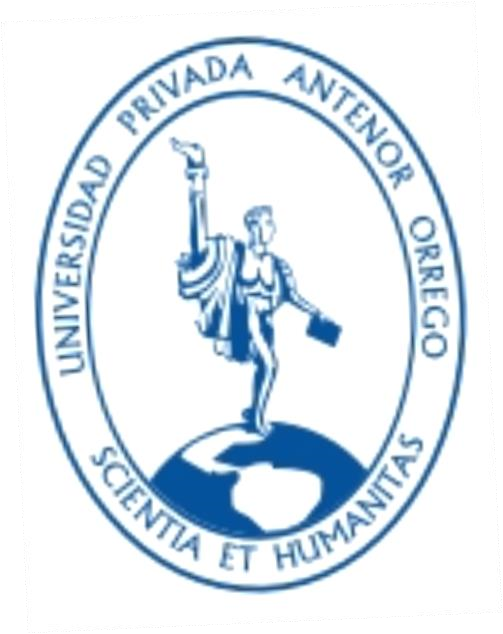 UNIVERSIDAD PRIVADA ANTENOR ORREGO
SCIENTIA ET HUMANITAS